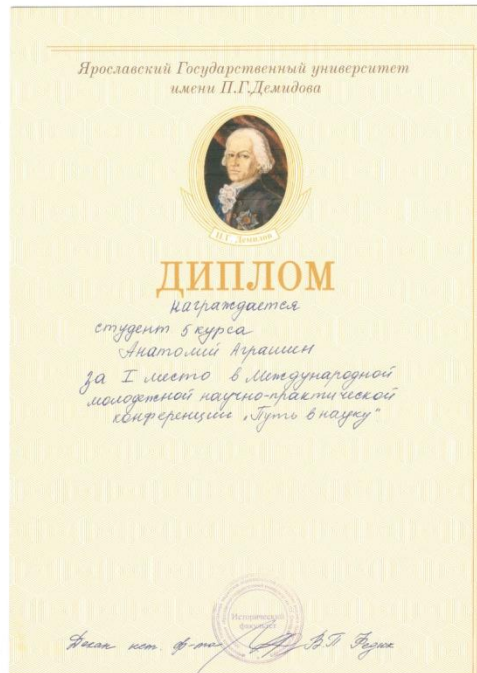 Ярославский Государственный университет
имени П.Г.Демидова
П.Г. Демидов
ДИПЛОМ
награждается
студент 5 курса
Анатолий Аграшин
за I место в Международной
молодежной научно-практической
конференции „Путь в науку"
Исторический
факультет
Декан ист. ф-та В.П. Федюк